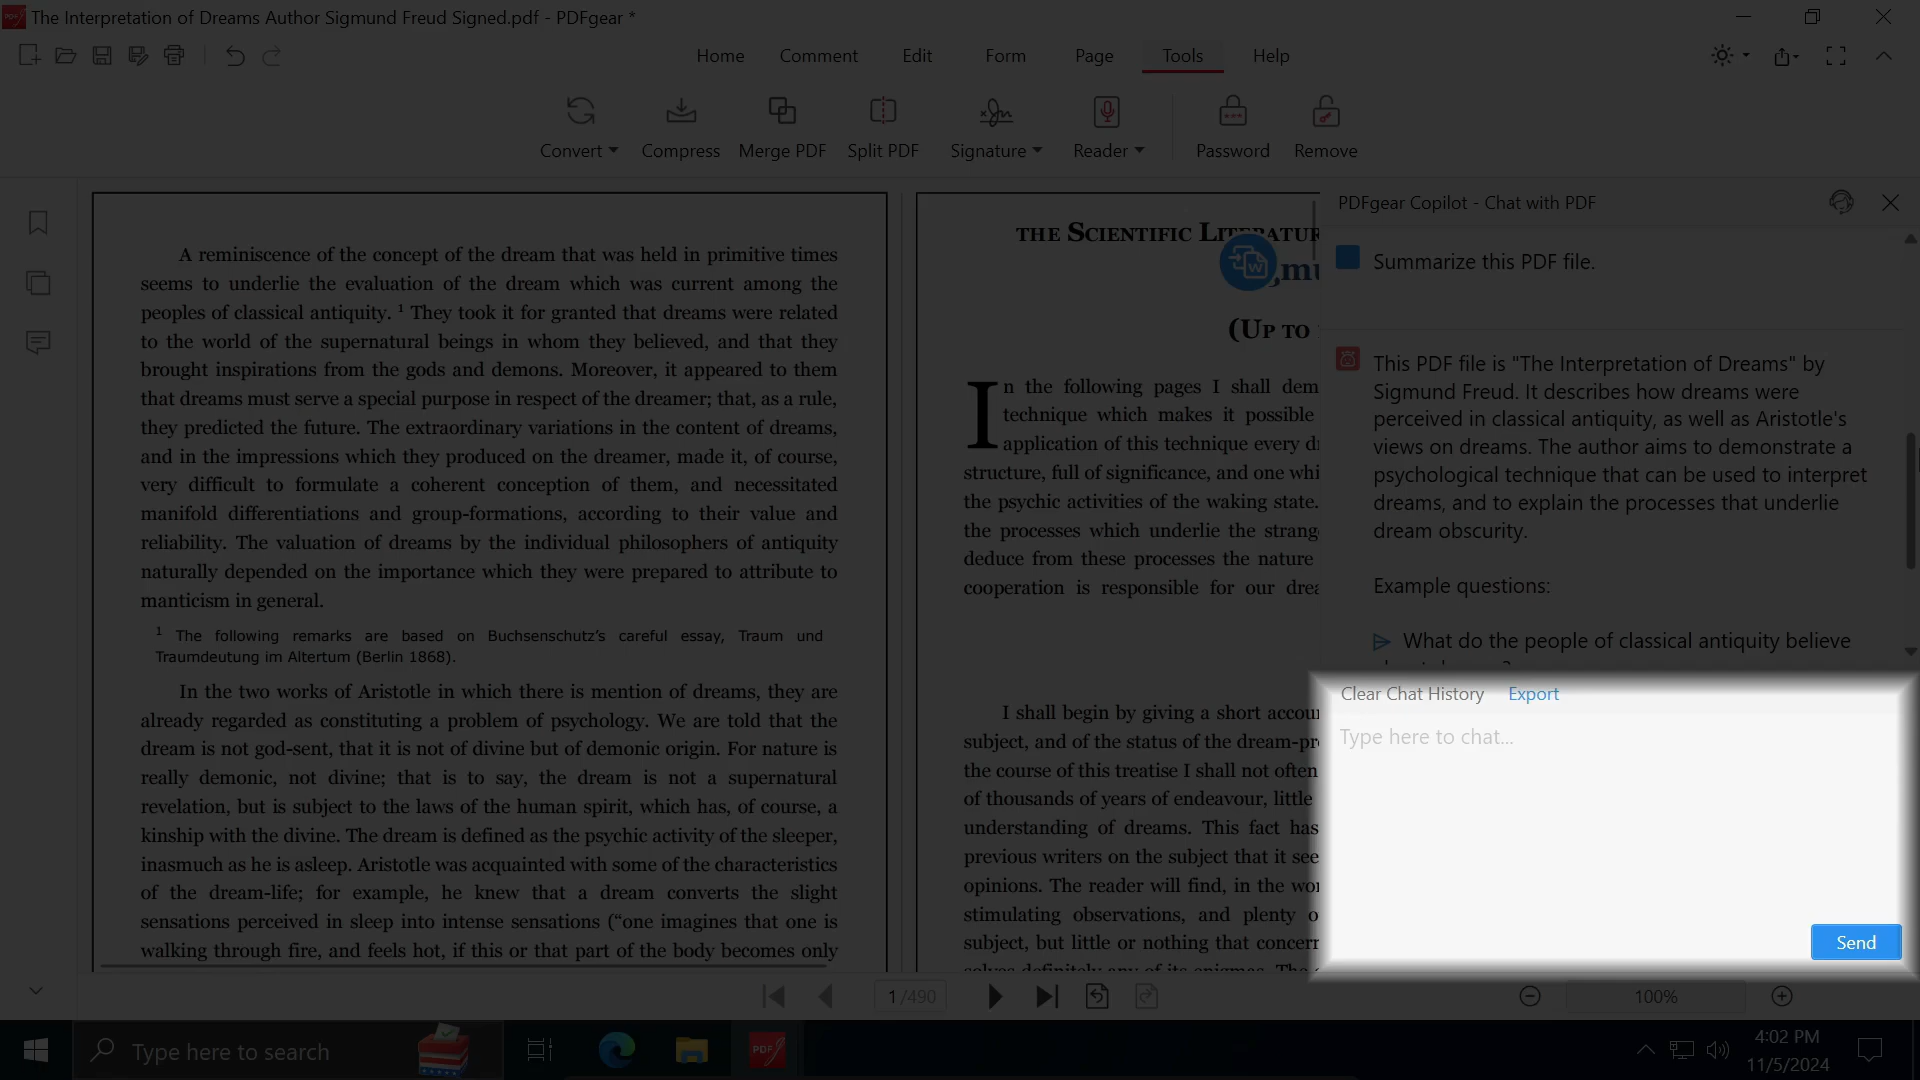 The Interpretation of Dreams Author Sigmund Freud Signed.pdf - PDFgear *
Home Comment Edit Form Page Tools Help
Convert Compress Merge PDF Split PDF Signature Reader Password Remove
A reminiscence of the concept of the dream that was held in primitive times
seems to underlie the evaluation of the dream which was current among the
peoples of classical antiquity. ¹ They took it for granted that dreams were related
to the world of the supernatural beings in whom they believed, and that they
brought inspirations from the gods and demons. Moreover, it appeared to them
that dreams must serve a special purpose in respect of the dreamer; that, as a rule,
they predicted the future. The extraordinary variations in the content of dreams,
and in the impressions which they produced on the dreamer, made it, of course,
very difficult to formulate a coherent conception of them, and necessitated
manifold differentiations and group-formations, according to their value and
reliability. The valuation of dreams by the individual philosophers of antiquity
naturally depended on the importance which they were prepared to attribute to
manticism in general.
¹ The following remarks are based on Buchsenschutz's careful essay, Traum und
Traumdeutung im Altertum (Berlin 1868).
In the two works of Aristotle in which there is mention of dreams, they are
already regarded as constituting a problem of psychology. We are told that the
dream is not god-sent, that it is not of divine but of demonic origin. For nature is
really demonic, not divine; that is to say, the dream is not a supernatural
revelation, but is subject to the laws of the human spirit, which has, of course, a
kinship with the divine. The dream is defined as the psychic activity of the sleeper,
inasmuch as he is asleep. Aristotle was acquainted with some of the characteristics
of the dream-life; for example, he knew that a dream converts the slight
sensations perceived in sleep into intense sensations (“one imagines that one is
walking through fire, and feels hot, if this or that part of the body becomes only
THE SCIENTIFIC
(UP TO
In the following pages I shall dem
technique which makes it possible
application of this technique every
structure, full of significance, and one
the psychic activities of the waking state.
the processes which underlie the
deduce from these processes the nature
cooperation is responsible for our
I shall begin by giving a short
subject, and of the status of the
the course of this treatise I shall not often
of thousands of years of endeavour, little
understanding of dreams. This fact has
previous writers on the subject that it
opinions. The reader will find, in the
stimulating observations, and plenty
subject, but little or nothing that
PDFgear Copilot - Chat with PDF
Summarize this PDF file.
This PDF file is "The Interpretation of Dreams" by
Sigmund Freud. It describes how dreams were
perceived in classical antiquity, as well as Aristotle's
views on dreams. The author aims to demonstrate a
psychological technique that can be used to interpret
dreams, and to explain the processes that underlie
dream obscurity.
Example questions:
What do the people of classical antiquity believe
Clear Chat History Export
Type here to chat...
Send
1 /490
100%
Type here to search
4:02 PM
11/5/2024